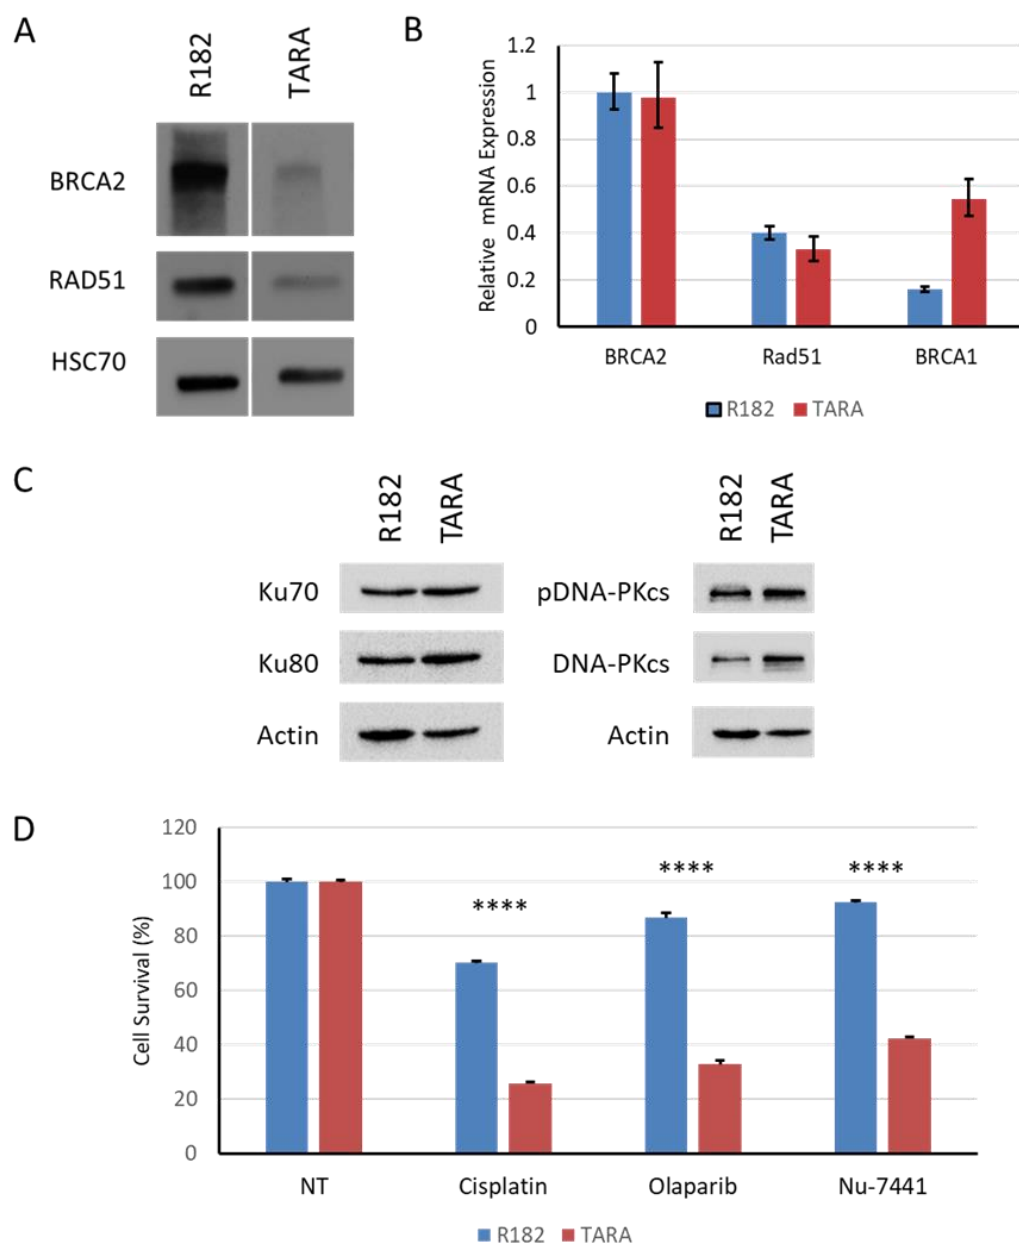 A
R182
TARA
BRCA2
RAD51
HSC70
B
Relative mRNA Expression
1.2
1
0.8
0.6
0.4
0.2
0
BRCA2 Rad51 BRCA1
R182 TARA
C
R182
TARA
Ku70
Ku80
Actin
R182
TARA
pDNA-PKcs
DNA-PKcs
Actin
D
Cell Survival (%)
120
100
80
60
40
20
0
****
****
****
NT Cisplatin Olaparib Nu-7441
R182 TARA